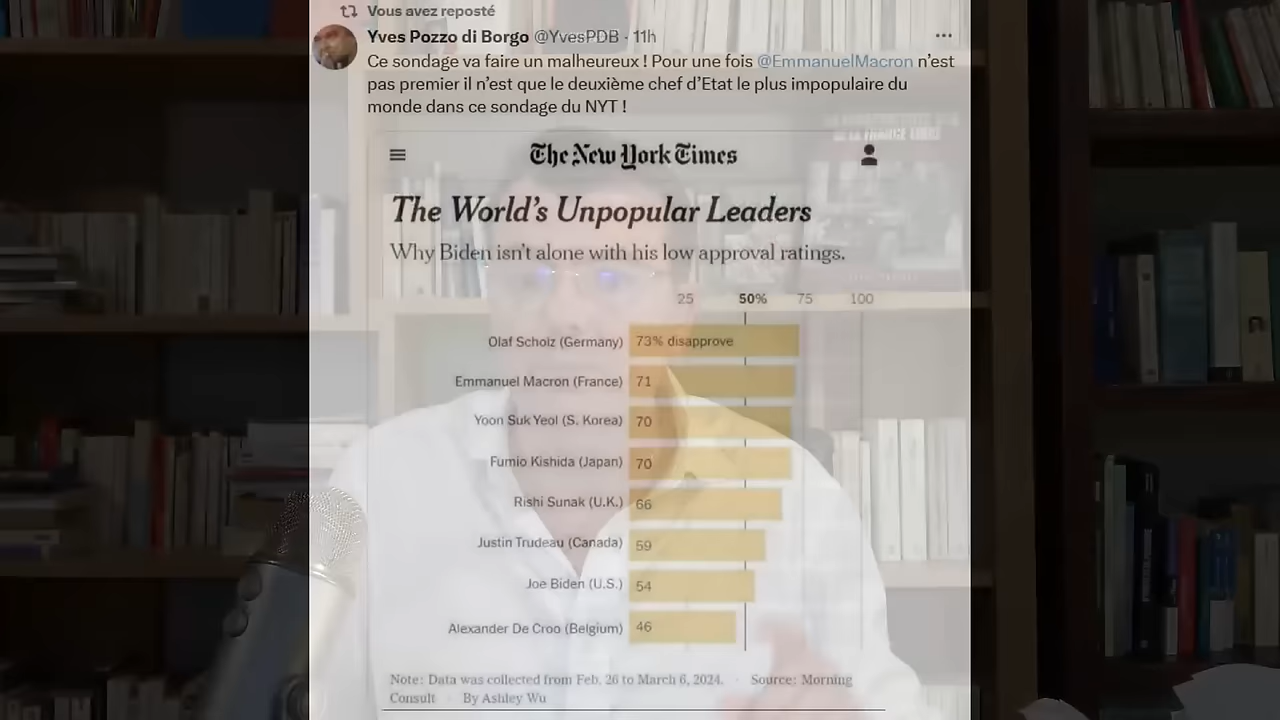 Vous avez reposté
Yves Pozzo di Borgo @YvesPDB · 11h
Ce sondage va faire un malheureux ! Pour une fois @EmmanuelMacron n’est
pas premier il n’est que le deuxième chef d’Etat le plus impopulaire du
monde dans ce sondage du NYT !
The New York Times
The World’s Unpopular Leaders
Why Biden isn’t alone with his low approval ratings.
25 50% 75 100
Olaf Scholz (Germany) 73% disapprove
Emmanuel Macron (France) 71
Yoon Suk Yeol (S. Korea) 70
Fumio Kishida (Japan) 70
Rishi Sunak (U.K.) 66
Justin Trudeau (Canada) 59
Joe Biden (U.S.) 54
Alexander De Croo (Belgium) 46
Note: Data was collected from Feb. 26 to March 6, 2024. · Source: Morning
Consult · By Ashley Wu